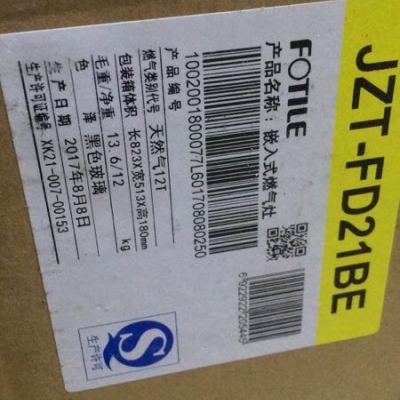 JZT-FD21BE
FOTILE
产品名称：嵌入式燃气灶
产品编号 1002001800077L6017080800250
燃气类别代号 天然气12T
包装箱体积 长823X宽513X高180mm
毛重/净重 13.6/12 kg
色 泽 黑色玻璃
生产日期 2017年8月8日
生产许可证编号 XK21-007-00153
生产许可